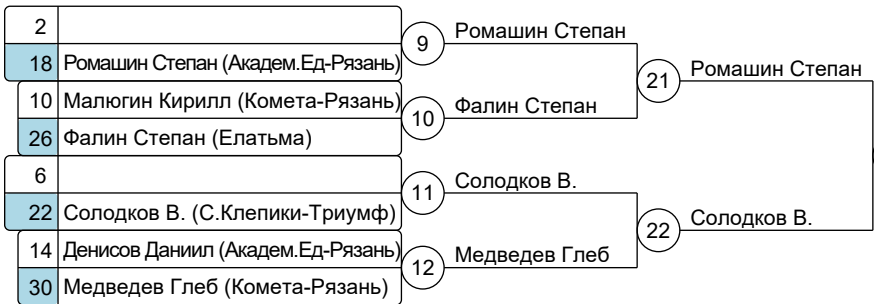 2
9 Ромашин Степан
18 Ромашин Степан (Академ.Ед-Рязань)
21 Ромашин Степан
10 Малюгин Кирилл (Комета-Рязань)
10 Фалин Степан
26 Фалин Степан (Елатьма)
6
11 Солодков В.
22 Солодков В. (С.Клепики-Триумф)
22 Солодков В.
14 Денисов Даниил (Академ.Ед-Рязань)
12 Медведев Глеб
30 Медведев Глеб (Комета-Рязань)